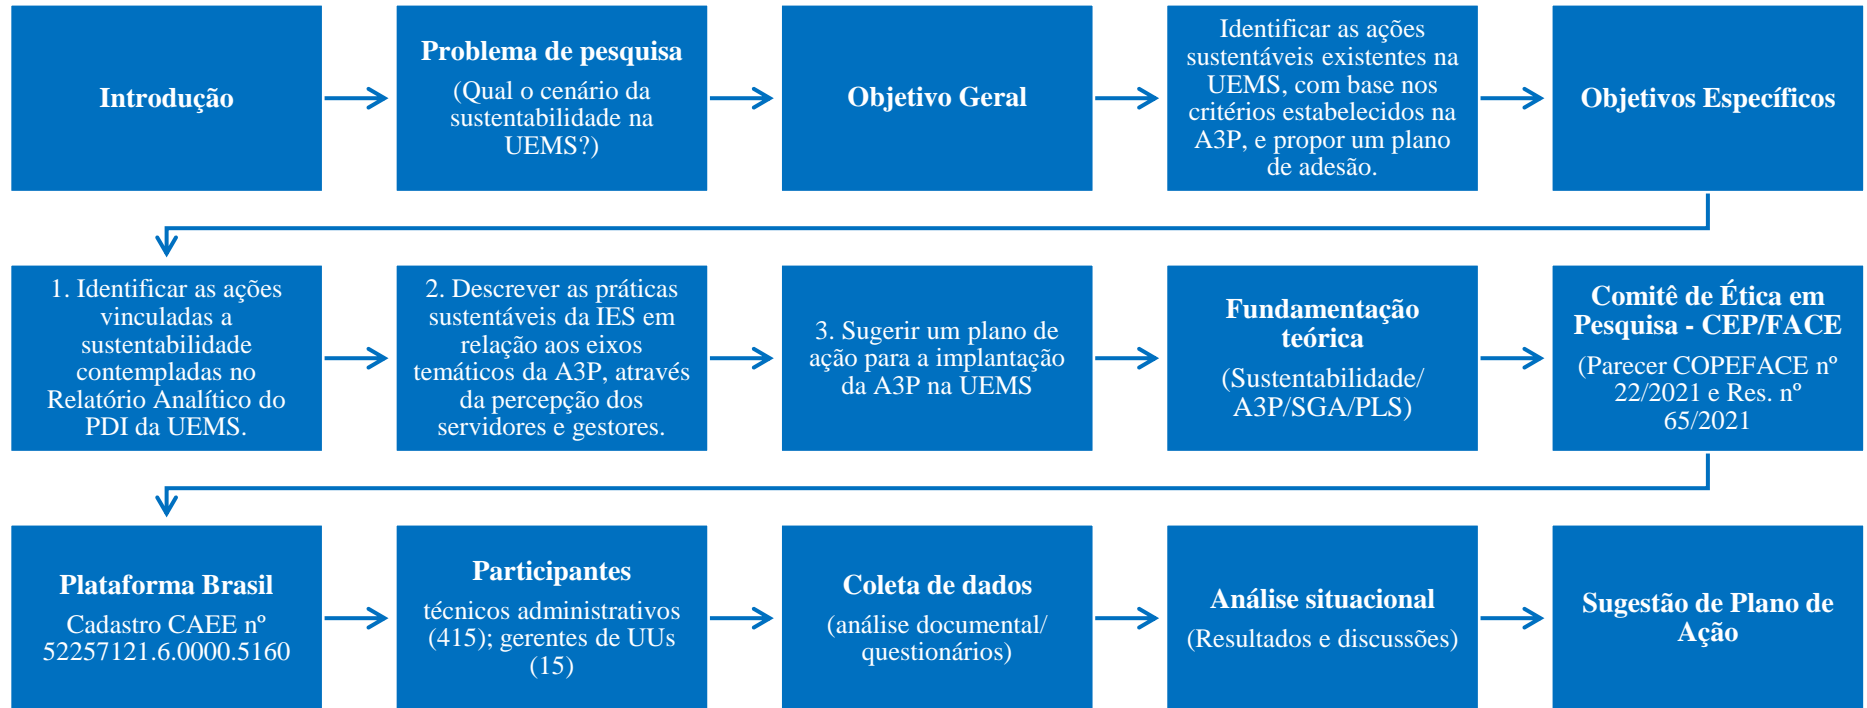 Introdução
Problema de pesquisa
(Qual o cenário da
sustentabilidade na
UEMS?)
Objetivo Geral
Identificar as ações
sustentáveis existentes na
UEMS, com base nos
critérios estabelecidos na
A3P, e propor um plano
de adesão.
Objetivos Específicos
1. Identificar as ações
vinculadas a
sustentabilidade
contempladas no
Relatório Analítico do
PDI da UEMS.
2. Descrever as práticas
sustentáveis da IES em
relação aos eixos
temáticos da A3P, através
da percepção dos
servidores e gestores.
3. Sugerir um plano de
ação para a implantação
da A3P na UEMS
Fundamentação
teórica
(Sustentabilidade/
A3P/SGA/PLS)
Comitê de Ética em
Pesquisa - CEP/FACE
(Parecer COPEFACE nº
22/2021 e Res. nº
65/2021
Plataforma Brasil
Cadastro CAEE nº
52257121.6.0000.5160
Participantes
técnicos administrativos
(415); gerentes de UUs
(15)
Coleta de dados
(análise documental/
questionários)
Análise situacional
(Resultados e discussões)
Sugestão de Plano de
Ação